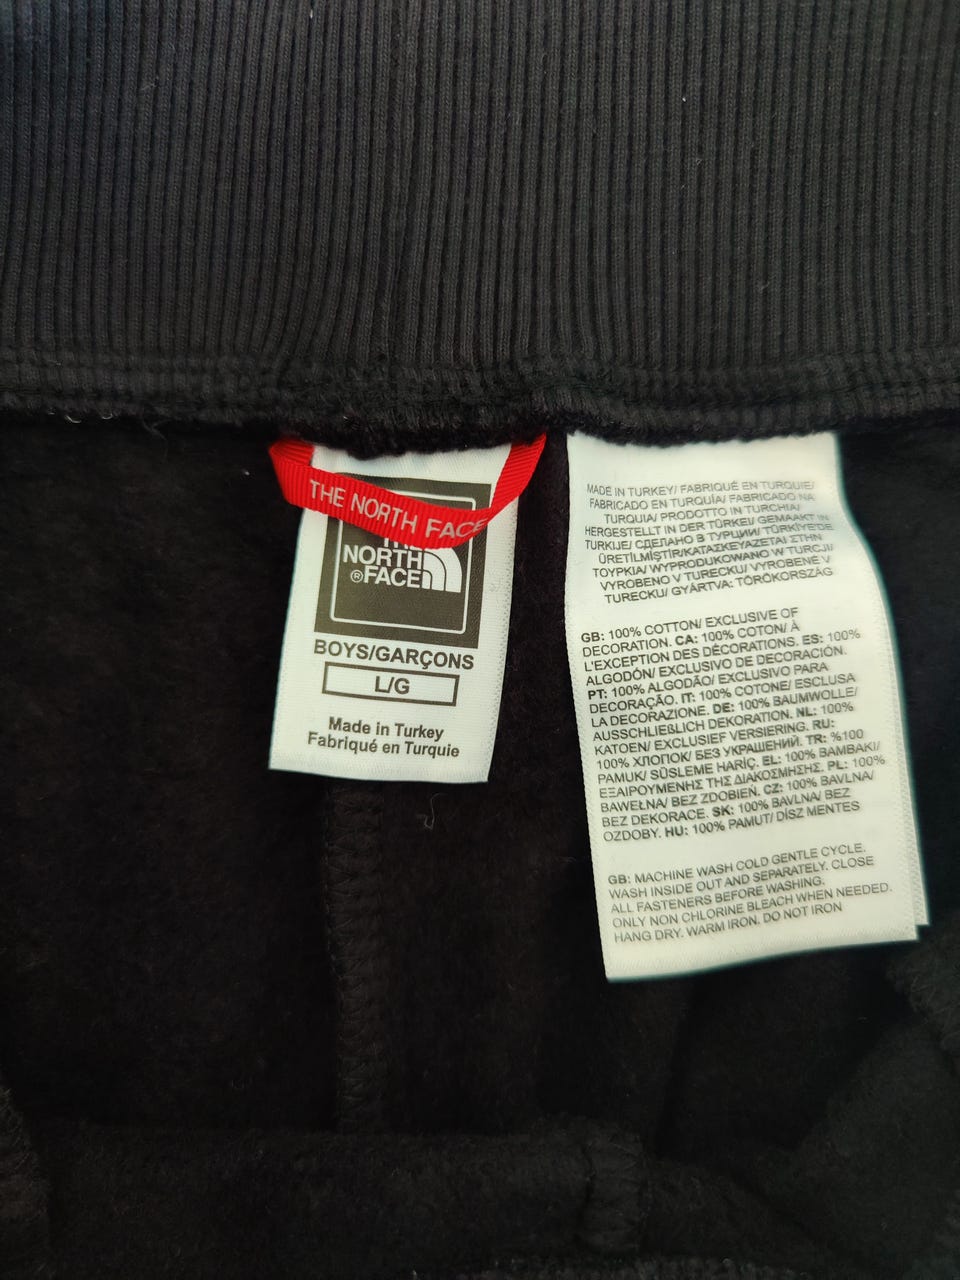 THE NORTH FACE
THE
NORTH
®FACE
BOYS/GARÇONS
L/G
Made in Turkey
Fabriqué en Turquie
MADE IN TURKEY/ FABRIQUÉ EN TURQUIE/
FABRICADO EN TURQUÍA/ FABRICADO NA
TURQUIA/ PRODOTTO IN TURCHIA/
HERGESTELLT IN DER TÜRKEI/ GEMAAKT IN
TURKIJE/ СДЕЛАНО В ТУРЦИИ/ TÜRKİYE'DE
ÜRETİLMİŞTİR/ΚΑΤΑΣΚΕΥΑΖΕΤΑΙ ΣΤΗΝ
ΤΟΥΡΚΙΑ/ WYPRODUKOWANO W TURCJI/
VYROBENO V TURECKU/ VYROBENÉ V
TURECKU/ GYÁRTVA: TÖRÖKORSZÁG
GB: 100% COTTON/ EXCLUSIVE OF
DECORATION. CA: 100% COTON/ À
L'EXCEPTION DES DÉCORATIONS. ES: 100%
ALGODÓN/ EXCLUSIVO DE DECORACIÓN.
PT: 100% ALGODÃO/ EXCLUSIVO PARA
DECORAÇÃO. IT: 100% COTONE/ ESCLUSA
LA DECORAZIONE. DE: 100% BAUMWOLLE/
AUSSCHLIEßLICH DEKORATION. NL: 100%
KATOEN/ EXCLUSIEF VERSIERING. RU:
100% ХЛОПОК/ БЕЗ УКРАШЕНИЙ. TR: %100
PAMUK/ SÜSLEME HARİÇ. EL: 100% BAMBAKI/
ΕΞΑΙΡΟΥΜΕΝΗΣ ΤΗΣ ΔΙΑΚΟΣΜΗΣΗΣ. PL: 100%
BAWEŁNA/ BEZ ZDOBIEŃ. CZ: 100% BAVLNA/
BEZ DEKORACE. SK: 100% BAVLNA/ BEZ
OZDOBY. HU: 100% PAMUT/ DÍSZ MENTES
GB: MACHINE WASH COLD GENTLE CYCLE.
WASH INSIDE OUT AND SEPARATELY. CLOSE
ALL FASTENERS BEFORE WASHING.
ONLY NON CHLORINE BLEACH WHEN NEEDED.
HANG DRY. WARM IRON. DO NOT IRON